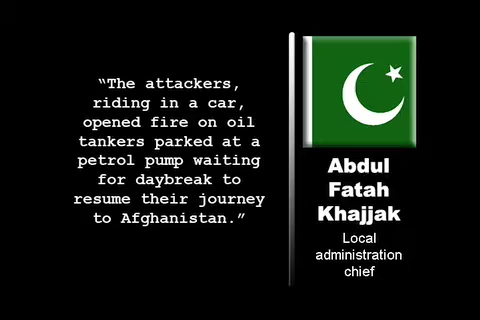 “The attackers,
riding in a car,
opened fire on oil
tankers parked at a
petrol pump waiting
for daybreak to
resume their journey
to Afghanistan.”
Abdul
Fatah
Khajjak
Local
administration
chief